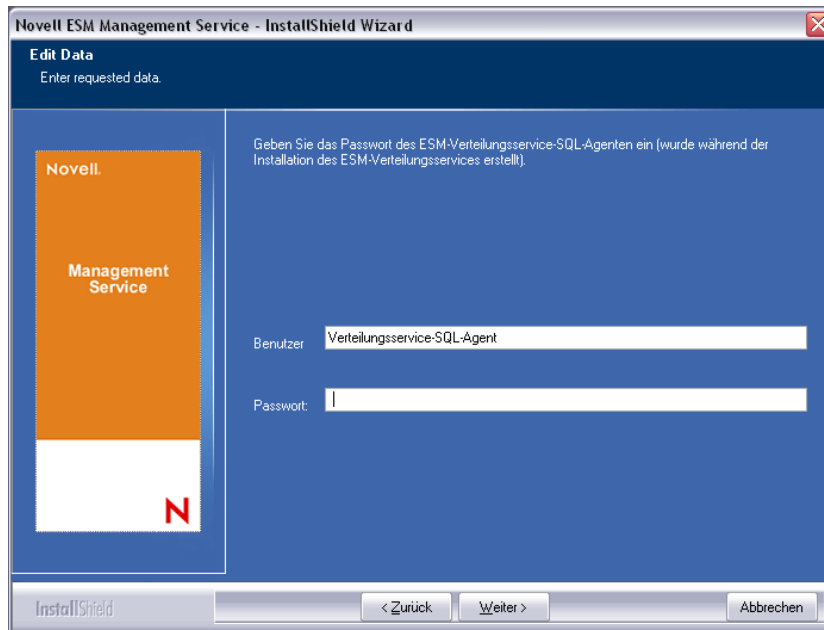 Novell ESM Management Service - InstallShield Wizard
Edit Data
Enter requested data.
Geben Sie das Passwort des ESM-Verteilungsservice-SQL-Agenten ein (wurde während der
Installation des ESM-Verteilungsservices erstellt).
Novell.
Management
Service
Benutzer
Verteilungsservice-SQL-Agent
Passwort:
N
InstallShield
< Zurück
Weiter >
Abbrechen